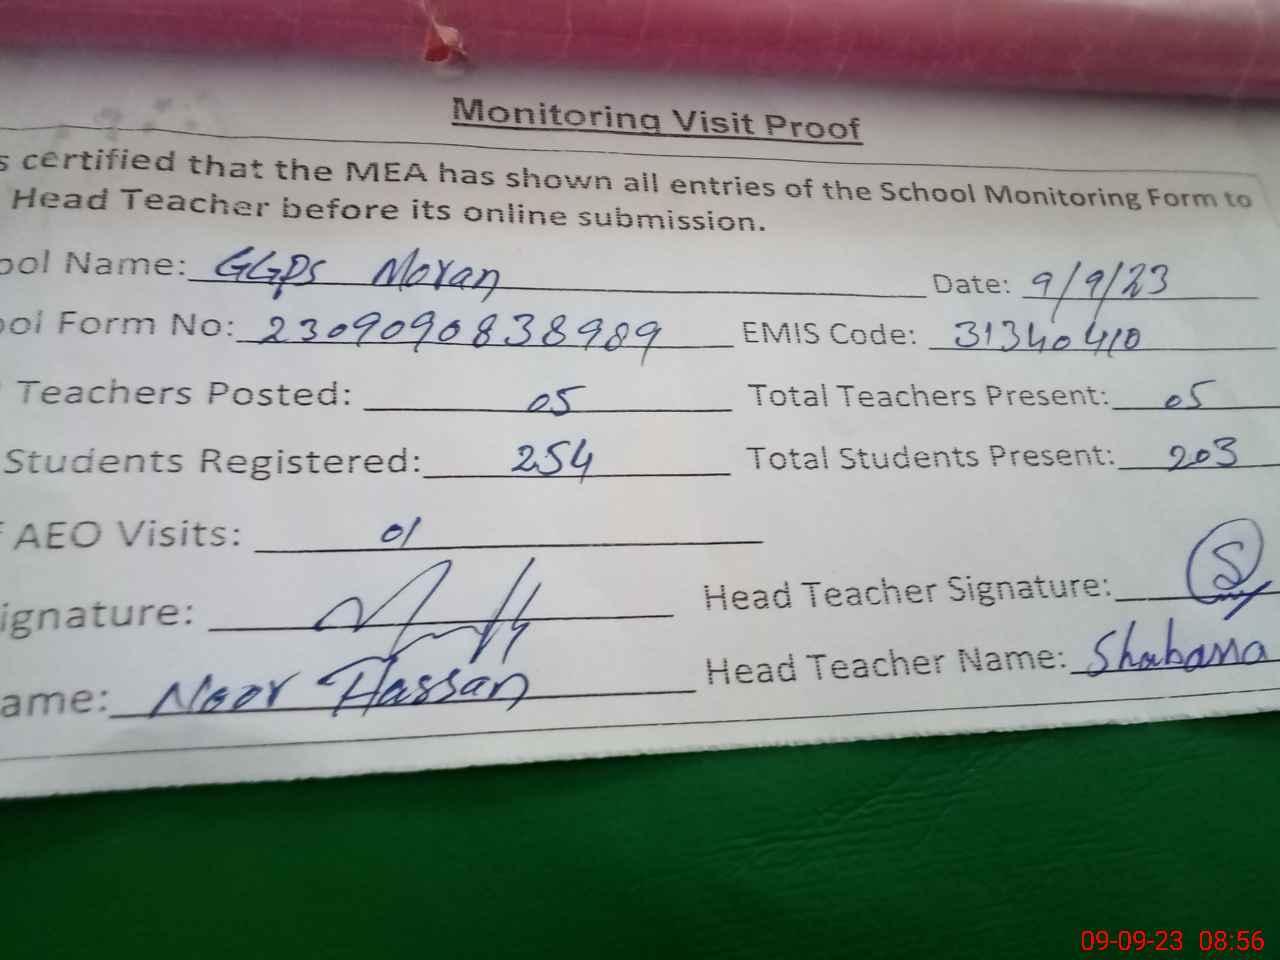 Monitoring Visit Proof
s certified that the MEA has shown all entries of the School Monitoring Form to
Head Teacher before its online submission.
ool Name: GGPS Moran Date: 9/9/23
ool Form No: 2309090838989 EMIS Code: 31340410
Teachers Posted: 05 Total Teachers Present: 05
Students Registered: 254 Total Students Present: 203
f AEO Visits: 01
ignature: Head Teacher Signature: S
ame: Noor Hassan Head Teacher Name: Shabana
09-09-23 08:56